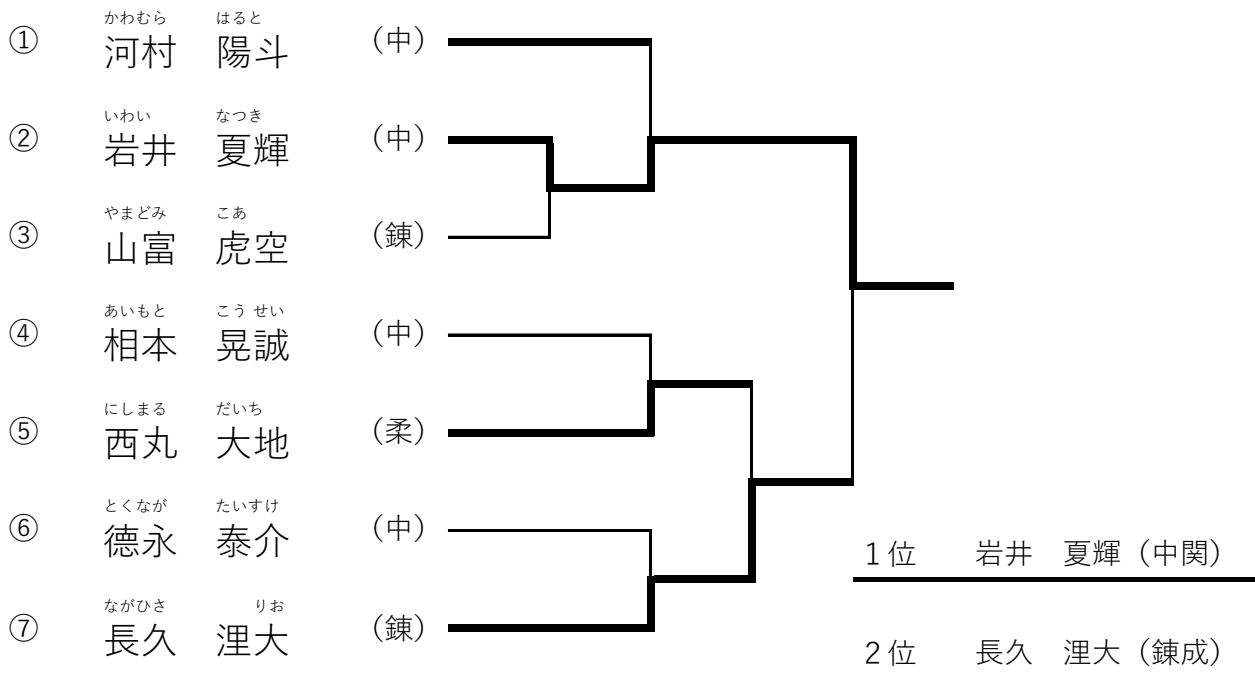 かわむら はると
① 河村 陽斗 (中)
いわい なつき
② 岩井 夏輝 (中)
やまどみ こあ
③ 山富 虎空 (錬)
あいもと こう せい
④ 相本 晃誠 (中)
にしまる だいち
⑤ 西丸 大地 (柔)
とくなが たいすけ
⑥ 德永 泰介 (中)
ながひさ りお
⑦ 長久 浬大 (錬)
1位 岩井 夏輝(中関)
2位 長久 浬大(錬成)